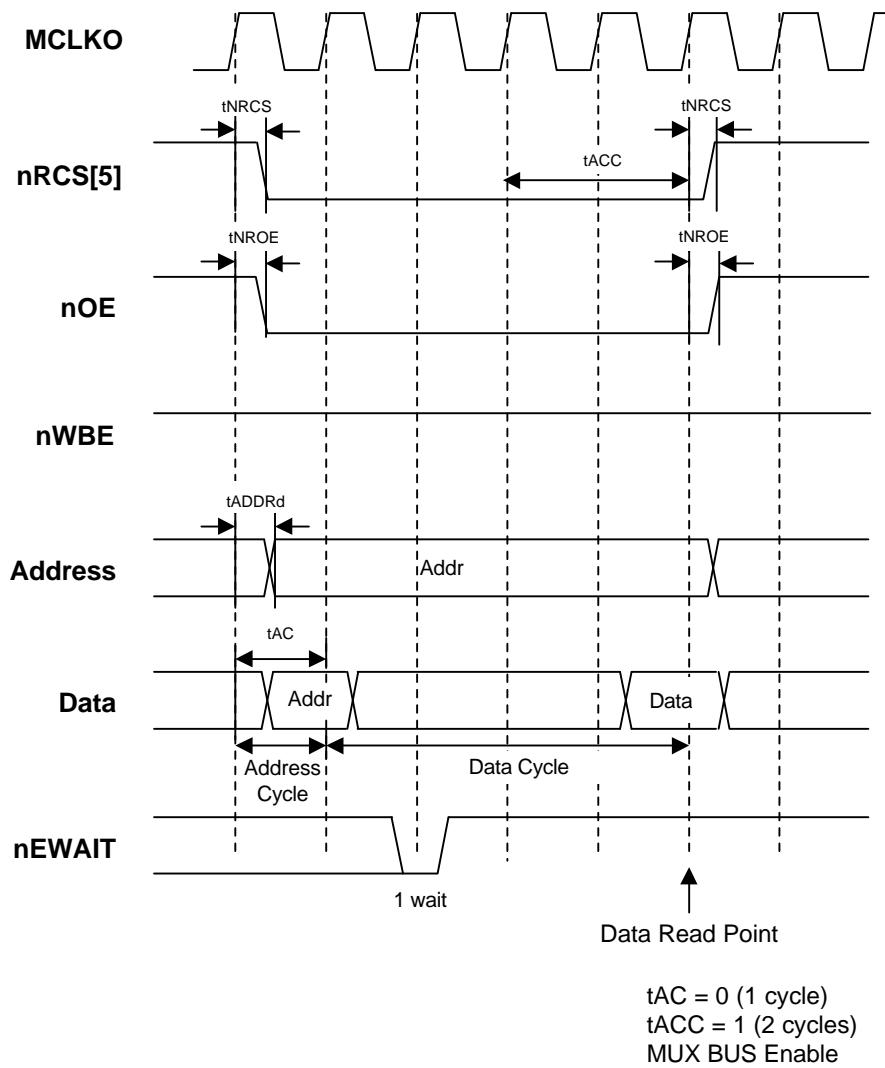 MCLKO
tNRCS
tNRCS
nRCS[5]
tACC
tNROE
tNROE
nOE
nWBE
tADDRd
Address
Addr
tAC
Data
Addr
Data
Address
Cycle
Data Cycle
nEWAIT
1 wait
Data Read Point
tAC = 0 (1 cycle)
tACC = 1 (2 cycles)
MUX BUS Enable